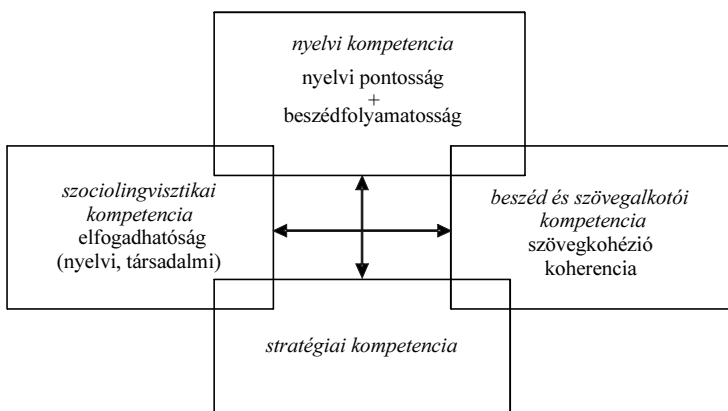 nyelvi kompetencia
nyelvi pontosság
+
beszédfolyamatosság
szociolingvisztikai
kompetencia
elfogadhatóság
(nyelvi, társadalmi)
beszéd és szövegalkotói
kompetencia
szövegkohézió
koherencia
stratégiai kompetencia